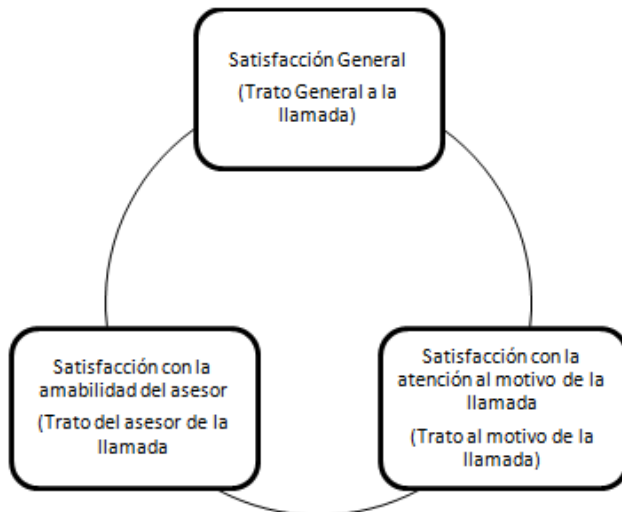 Satisfacción General
(Trato General a la
llamada)
Satisfacción con la
amabilidad del asesor
(Trato del asesor de la
llamada
Satisfacción con la
atención al motivo de la
llamada
(Trato al motivo de la
llamada)